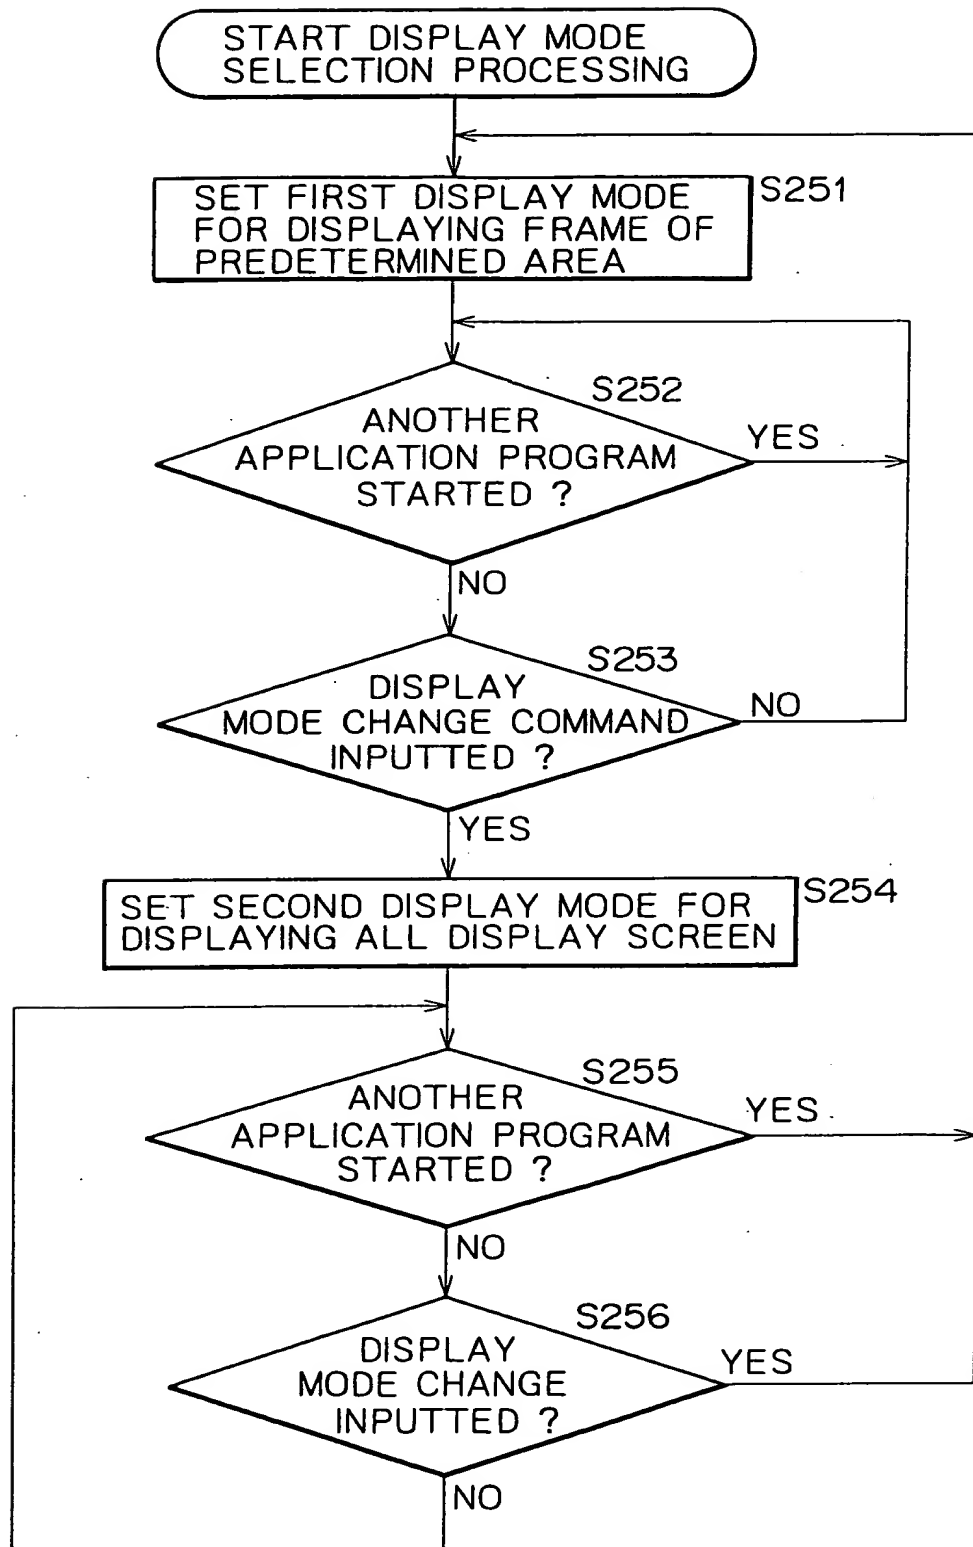 START DISPLAY MODE
SELECTION PROCESSING
S251
SET FIRST DISPLAY MODE
FOR DISPLAYING FRAME OF
PREDETERMINED AREA
S252
ANOTHER
APPLICATION PROGRAM
STARTED ?
YES
NO
S253
DISPLAY
MODE CHANGE COMMAND
INPUTTED ?
NO
YES
S254
SET SECOND DISPLAY MODE FOR
DISPLAYING ALL DISPLAY SCREEN
S255
ANOTHER
APPLICATION PROGRAM
STARTED ?
YES
NO
S256
DISPLAY
MODE CHANGE
INPUTTED ?
YES
NO